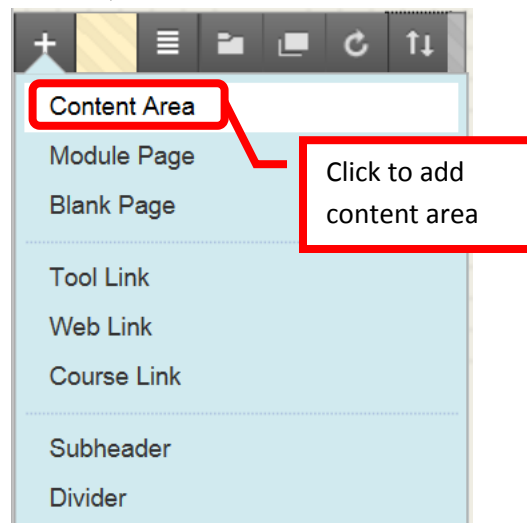 Content Area
Module Page
Click to add
content area
Blank Page
Tool Link
Web Link
Course Link
Subheader
Divider